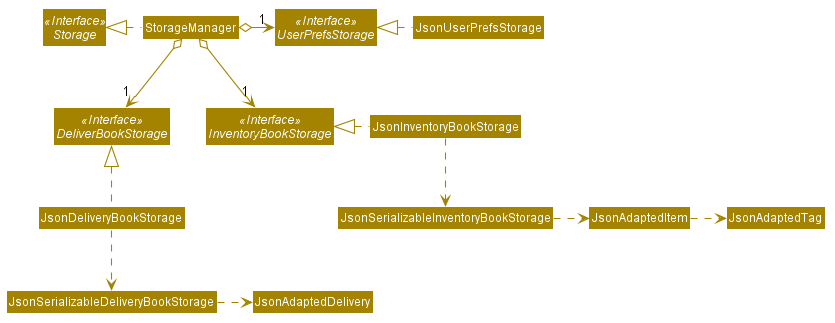 «Interface»
Storage
StorageManager
1
«Interface»
UserPrefsStorage
JsonUserPrefsStorage
1
1
«Interface»
DeliverBookStorage
«Interface»
InventoryBookStorage
JsonInventoryBookStorage
JsonDeliveryBookStorage
JsonSerializableInventoryBookStorage
JsonAdaptedItem
JsonAdaptedTag
JsonSerializableDeliveryBookStorage
JsonAdaptedDelivery